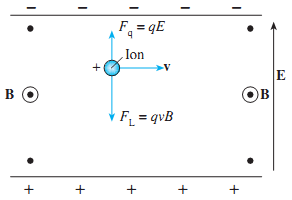 − − − − −
F_q = qE
Ion
+
v
E
B
B
F_L = qvB
+ + + + +